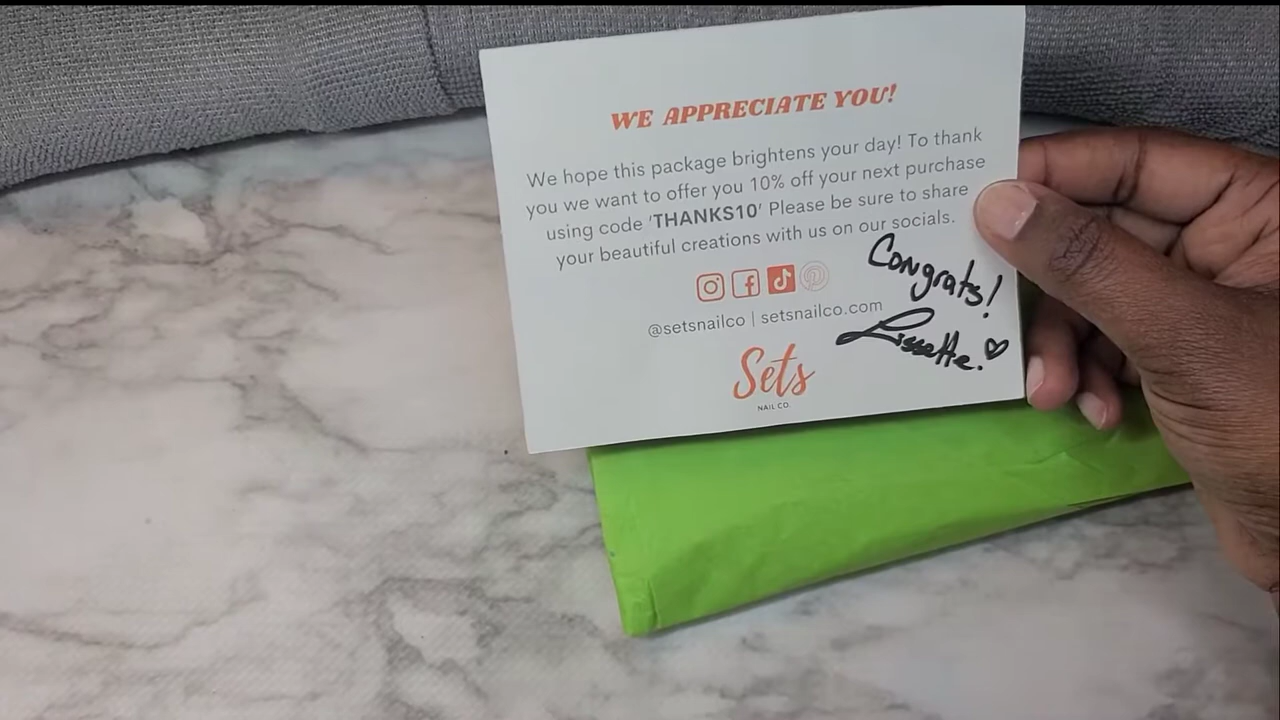 WE APPRECIATE YOU!
We hope this package brightens your day! To thank
you we want to offer you 10% off your next purchase
using code 'THANKS10' Please be sure to share
your beautiful creations with us on our socials.
Congrats!
@setsnailco | setsnailco.com
Lissette.♡
Sets
NAIL CO.